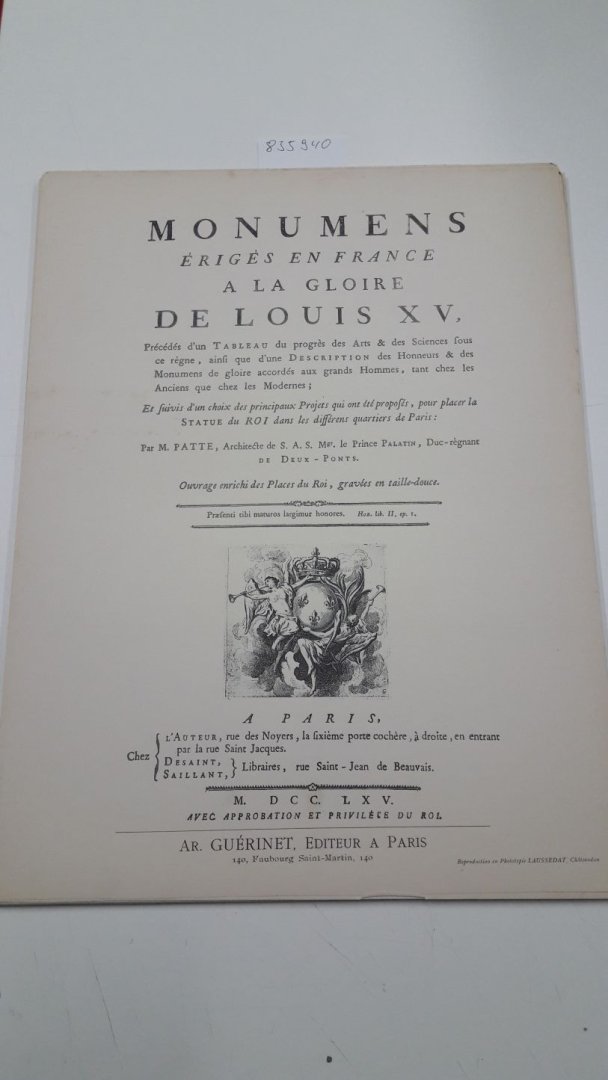 835940
MONUMENS
ÉRIGÉS EN FRANCE
A LA GLOIRE
DE LOUIS XV,
Précédés d'un TABLEAU du progrès des Arts & des Sciences ſous
ce règne, ainſi que d'une DESCRIPTION des Honneurs & des
Monumens de gloire accordés aux grands Hommes, tant chez les
Anciens que chez les Modernes;
Et ſuivis d'un choix des principaux Projets qui ont été propoſés, pour placer la
STATUE du ROI dans les différens quartiers de Paris:
Par M. PATTE, Architecte de S. A. S. Mgr. le Prince PALATIN, Duc-règnant
DE DEUX-PONTS.
Ouvrage enrichi des Places du Roi, gravées en taille-douce.
Præſenti tibi maturos largimur honores. Hor. lib. II, ep. 1.
A PARIS,
Chez
L'AUTEUR, rue des Noyers, la ſixième porte cochère, à droite, en entrant
par la rue Saint Jacques.
DESAINT,
SAILLANT,
Libraires, rue Saint-Jean de Beauvais.
M. DCC. LXV.
AVEC APPROBATION ET PRIVILÈGE DU ROI.
AR. GUÉRINET, EDITEUR A PARIS
140, Faubourg Saint-Martin, 140
Reproduction en Phototypie LAUSSEDAT, Châteaudun